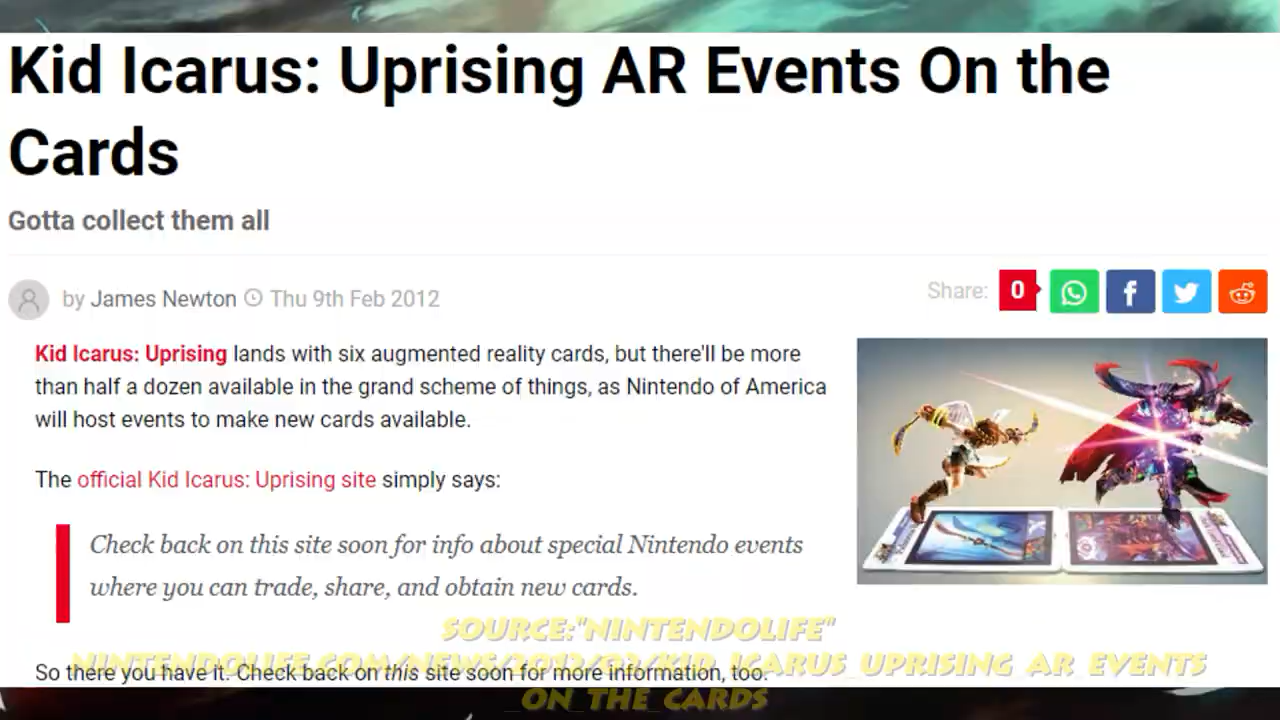 Kid Icarus: Uprising AR Events On the
Cards
Gotta collect them all
by James Newton Thu 9th Feb 2012
Share: 0
Kid Icarus: Uprising lands with six augmented reality cards, but there'll be more
than half a dozen available in the grand scheme of things, as Nintendo of America
will host events to make new cards available.
The official Kid Icarus: Uprising site simply says:
Check back on this site soon for info about special Nintendo events
where you can trade, share, and obtain new cards.
So there you have it. Check back on this site soon for more information, too.
SOURCE:"NINTENDOLIFE"
NINTENDOLIFE.COM/NEWS/2012/02/KID_ICARUS_UPRISING_AR_EVENTS
_ON_THE_CARDS